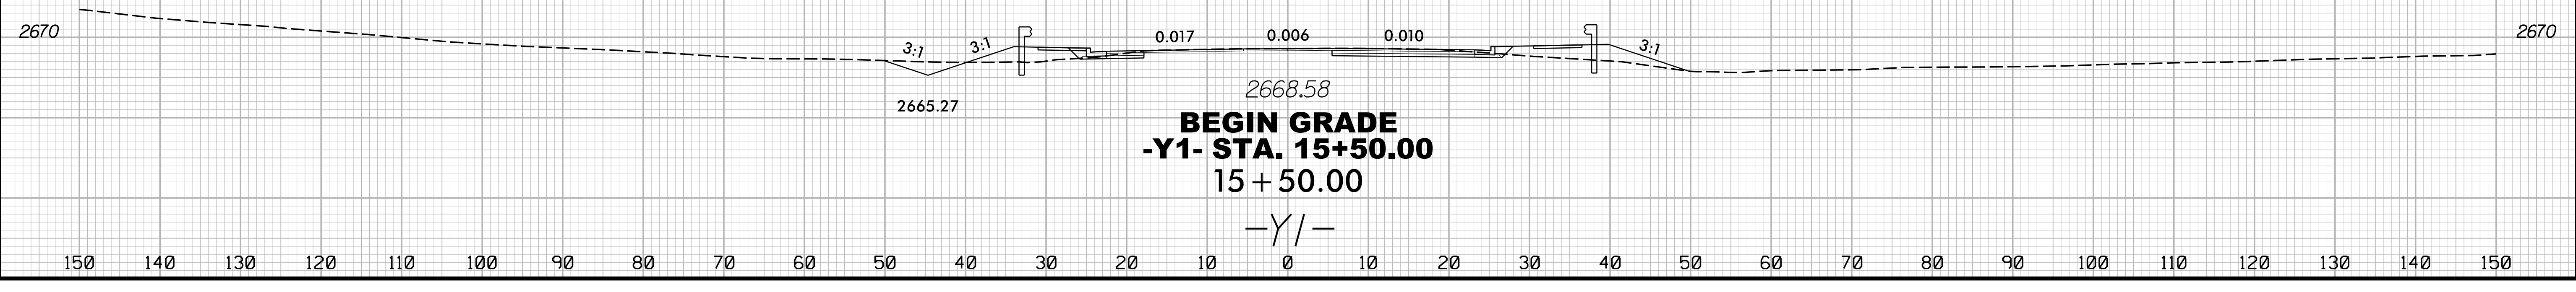 2670 3:1 3:1 0.017 0.006 0.010 3:1 2670
2665.27
2668.58
BEGIN GRADE
-Y1- STA. 15+50.00
15+50.00
-Y1-
150 140 130 120 110 100 90 80 70 60 50 40 30 20 10 0 10 20 30 40 50 60 70 80 90 100 110 120 130 140 150